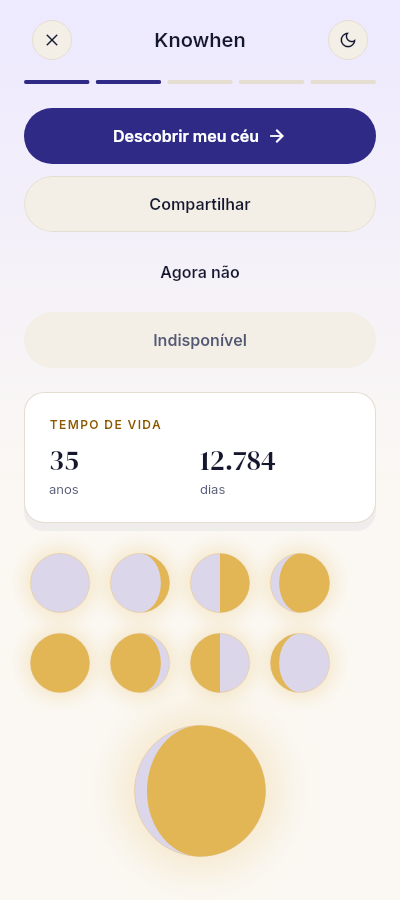 Knowhen
Descobrir meu céu
Compartilhar
Agora não
Indisponível
TEMPO DE VIDA
35 12.784
anos dias